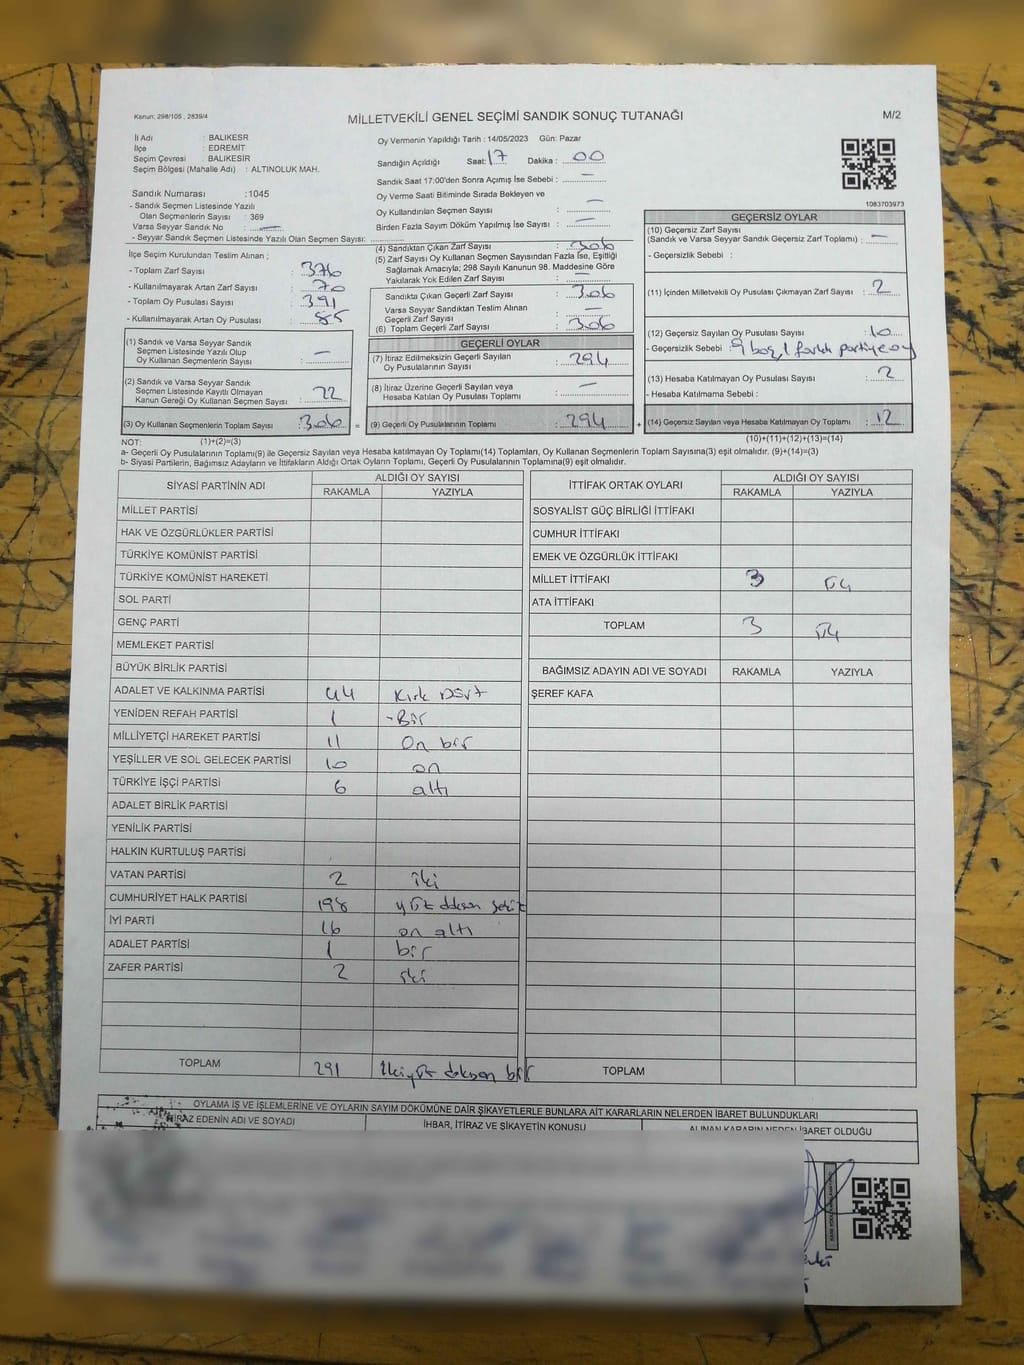 Kanun; 298/105 , 2839/4
MİLLETVEKİLİ GENEL SEÇİMİ SANDIK SONUÇ TUTANAĞI
M/2
İli Adı : BALIKESR
İlçe : EDREMIT
Seçim Çevresi : BALIKESİR
Seçim Bölgesi (Mahalle Adı) : ALTINOLUK MAH.
Sandık Numarası : 1045
- Sandık Seçmen Listesinde Yazılı
Olan Seçmenlerin Sayısı : 369
Varsa Seyyar Sandık No : —
- Seyyar Sandık Seçmen Listesinde Yazılı Olan Seçmen Sayısı:
İlçe Seçim Kurulundan Teslim Alınan ;
- Toplam Zarf Sayısı : 376
- Kullanılmayarak Artan Zarf Sayısı : 70
- Toplam Oy Pusulası Sayısı : 391
- Kullanılmayarak Artan Oy Pusulası : 85
(1) Sandık ve Varsa Seyyar Sandık
Seçmen Listesinde Yazılı Olup
Oy Kullanan Seçmenlerin Sayısı : —
(2) Sandık ve Varsa Seyyar Sandık
Seçmen Listesinde Kayıtlı Olmayan
Kanun Gereği Oy Kullanan Seçmen Sayısı : 22
(3) Oy Kullanan Seçmenlerin Toplam Sayısı : 306
Oy Vermenin Yapıldığı Tarih : 14/05/2023 Gün: Pazar
Sandığın Açıldığı Saat: 17 Dakika : 00
Sandık Saat 17:00'den Sonra Açımış İse Sebebi : —
Oy Verme Saati Bitiminde Sırada Bekleyen ve
Oy Kullandırılan Seçmen Sayısı : —
Birden Fazla Sayım Döküm Yapılmış İse Sayısı : —
(4) Sandıktan Çıkan Zarf Sayısı : 306
(5) Zarf Sayısı Oy Kullanan Seçmen Sayısından Fazla İse, Eşitliği
Sağlamak Amacıyla; 298 Sayılı Kanunun 98. Maddesine Göre
Yakılarak Yok Edilen Zarf Sayısı : —
Sandıkta Çıkan Geçerli Zarf Sayısı : 306
Varsa Seyyar Sandıktan Teslim Alınan
Geçerli Zarf Sayısı :
(6) Toplam Geçerli Zarf Sayısı : 306
GEÇERLİ OYLAR
(7) İtiraz Edilmeksizin Geçerli Sayılan
Oy Pusulalarının Sayısı : 294
(8) İtiraz Üzerine Geçerli Sayılan veya
Hesaba Katılan Oy Pusulası Toplamı : —
= (9) Geçerli Oy Pusulalarının Toplamı : 294
1083703973
GEÇERSİZ OYLAR
(10) Geçersiz Zarf Sayısı
(Sandık ve Varsa Seyyar Sandık Geçersiz Zarf Toplamı) : —
- Geçersizlik Sebebi :
(11) İçinden Milletvekili Oy Pusulası Çıkmayan Zarf Sayısı : 2
(12) Geçersiz Sayılan Oy Pusulası Sayısı : 10
- Geçersizlik Sebebi : 9 boş, 1 farklı partiye oy
(13) Hesaba Katılmayan Oy Pusulası Sayısı : 2
- Hesaba Katılmama Sebebi :
+ (14) Geçersiz Sayılan veya Hesaba Katılmayan Oy Toplamı : 12
NOT: (1)+(2)=(3) (10)+(11)+(12)+(13)=(14)
a- Geçerli Oy Pusulasının Toplamı(9) ile Geçersiz Sayılan veya Hesaba katılmayan Oy Toplamı(14) Toplamları, Oy Kullanan Seçmenlerin Toplam Sayısına(3) eşit olmalıdır. (9)+(14)=(3)
b- Siyasi Partilerin, Bağımsız Adayların ve İttifakların Aldığı Ortak Oyların Toplamı, Geçerli Oy Pusulalarının Toplamına(9) eşit olmalıdır.
SİYASİ PARTİNİN ADI
ALDIĞI OY SAYISI
RAKAMLA YAZIYLA
MİLLET PARTİSİ
HAK VE ÖZGÜRLÜKLER PARTİSİ
TÜRKİYE KOMÜNİST PARTİSİ
TÜRKİYE KOMÜNİST HAREKETİ
SOL PARTİ
GENÇ PARTİ
MEMLEKET PARTİSİ
BÜYÜK BİRLİK PARTİSİ
ADALET VE KALKINMA PARTİSİ 44 Kırk Dört
YENİDEN REFAH PARTİSİ 1 -Bir
MİLLİYETÇİ HAREKET PARTİSİ 11 On bir
YEŞİLLER VE SOL GELECEK PARTİSİ 10 on
TÜRKİYE İŞÇİ PARTİSİ 6 altı
ADALET BİRLİK PARTİSİ
YENİLİK PARTİSİ
HALKIN KURTULUŞ PARTİSİ
VATAN PARTİSİ 2 iki
CUMHURİYET HALK PARTİSİ 198 yüz doksan sekiz
İYİ PARTİ 16 on altı
ADALET PARTİSİ 1 bir
ZAFER PARTİSİ 2 iki
TOPLAM 291 ikiyüz doksan bir
İTTİFAK ORTAK OYLARI
ALDIĞI OY SAYISI
RAKAMLA YAZIYLA
SOSYALİST GÜÇ BİRLİĞİ İTTİFAKI
CUMHUR İTTİFAKI
EMEK VE ÖZGÜRLÜK İTTİFAKI
MİLLET İTTİFAKI 3 üç
ATA İTTİFAKI
TOPLAM 3 üç
BAĞIMSIZ ADAYIN ADI VE SOYADI RAKAMLA YAZIYLA
ŞEREF KAFA
TOPLAM
OYLAMA İŞ VE İŞLEMLERİNE VE OYLARIN SAYIM DÖKÜMÜNE DAİR ŞİKAYETLERLE BUNLARA AİT KARARLARIN NELERDEN İBARET BULUNDUKLARI
İTİRAZ EDENİN ADI VE SOYADI İHBAR, İTİRAZ VE ŞİKAYETİN KONUSU ALINAN KARARIN NEDEN İBARET OLDUĞU